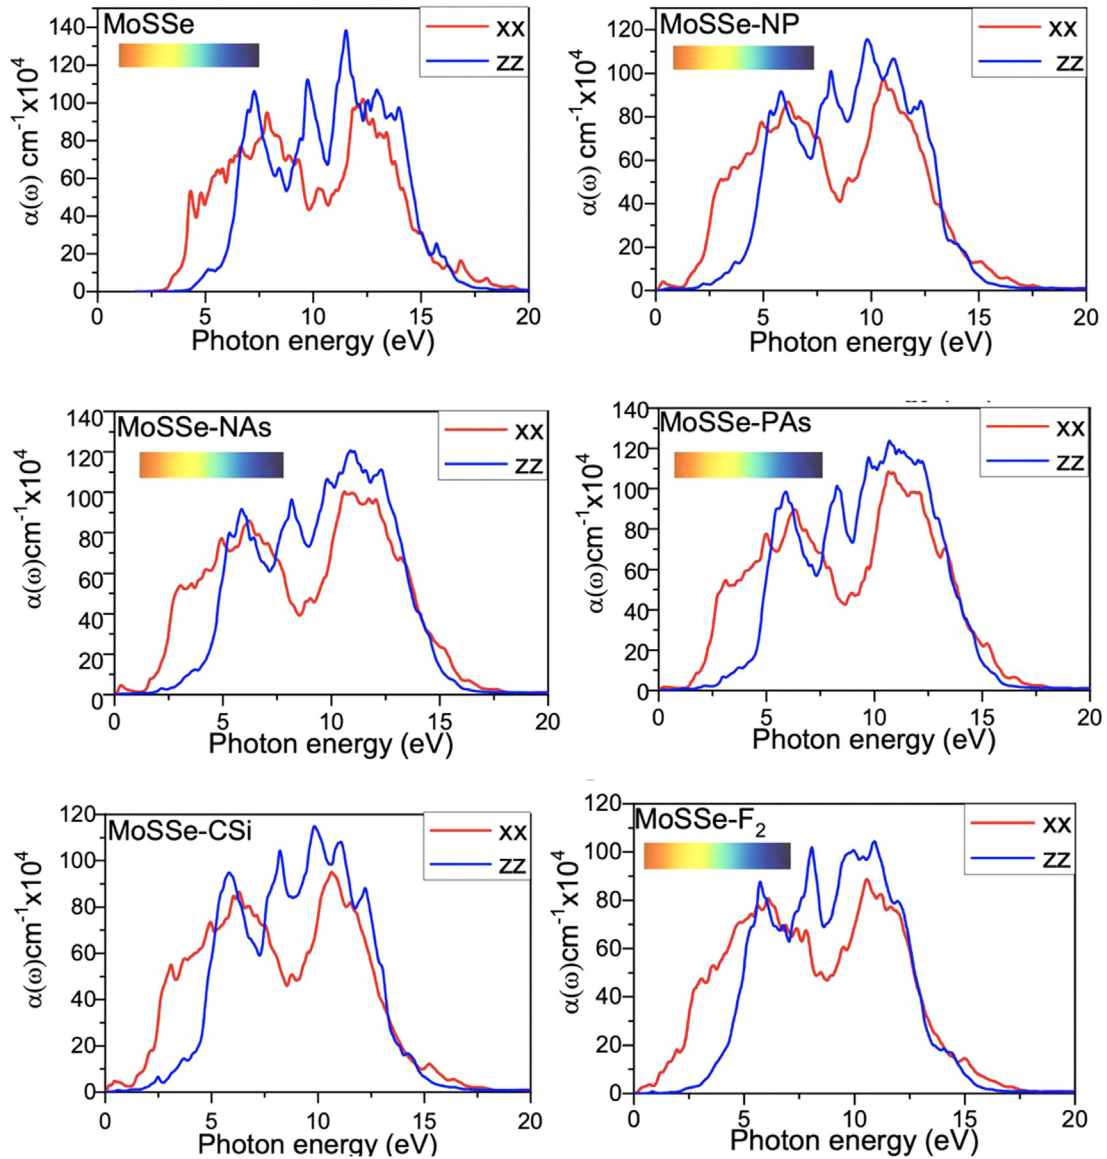 MoSSe
xx
zz
α(ω) cm⁻¹x10⁴
140
120
100
80
60
40
20
0
0 5 10 15 20
Photon energy (eV)
MoSSe-NP
xx
zz
α(ω) cm⁻¹x10⁴
120
100
80
60
40
20
0
0 5 10 15 20
Photon energy (eV)
MoSSe-NAs
xx
zz
α(ω)cm⁻¹x10⁴
140
120
100
80
60
40
20
0
0 5 10 15 20
Photon energy (eV)
MoSSe-PAs
xx
zz
α(ω)cm⁻¹x10⁴
140
120
100
80
60
40
20
0
0 5 10 15 20
Photon energy (eV)
MoSSe-CSi
xx
zz
α(ω)cm⁻¹x10⁴
120
100
80
60
40
20
0
0 5 10 15 20
Photon energy (eV)
MoSSe-F₂
xx
zz
α(ω)cm⁻¹x10⁴
120
100
80
60
40
20
0
0 5 10 15 20
Photon energy (eV)